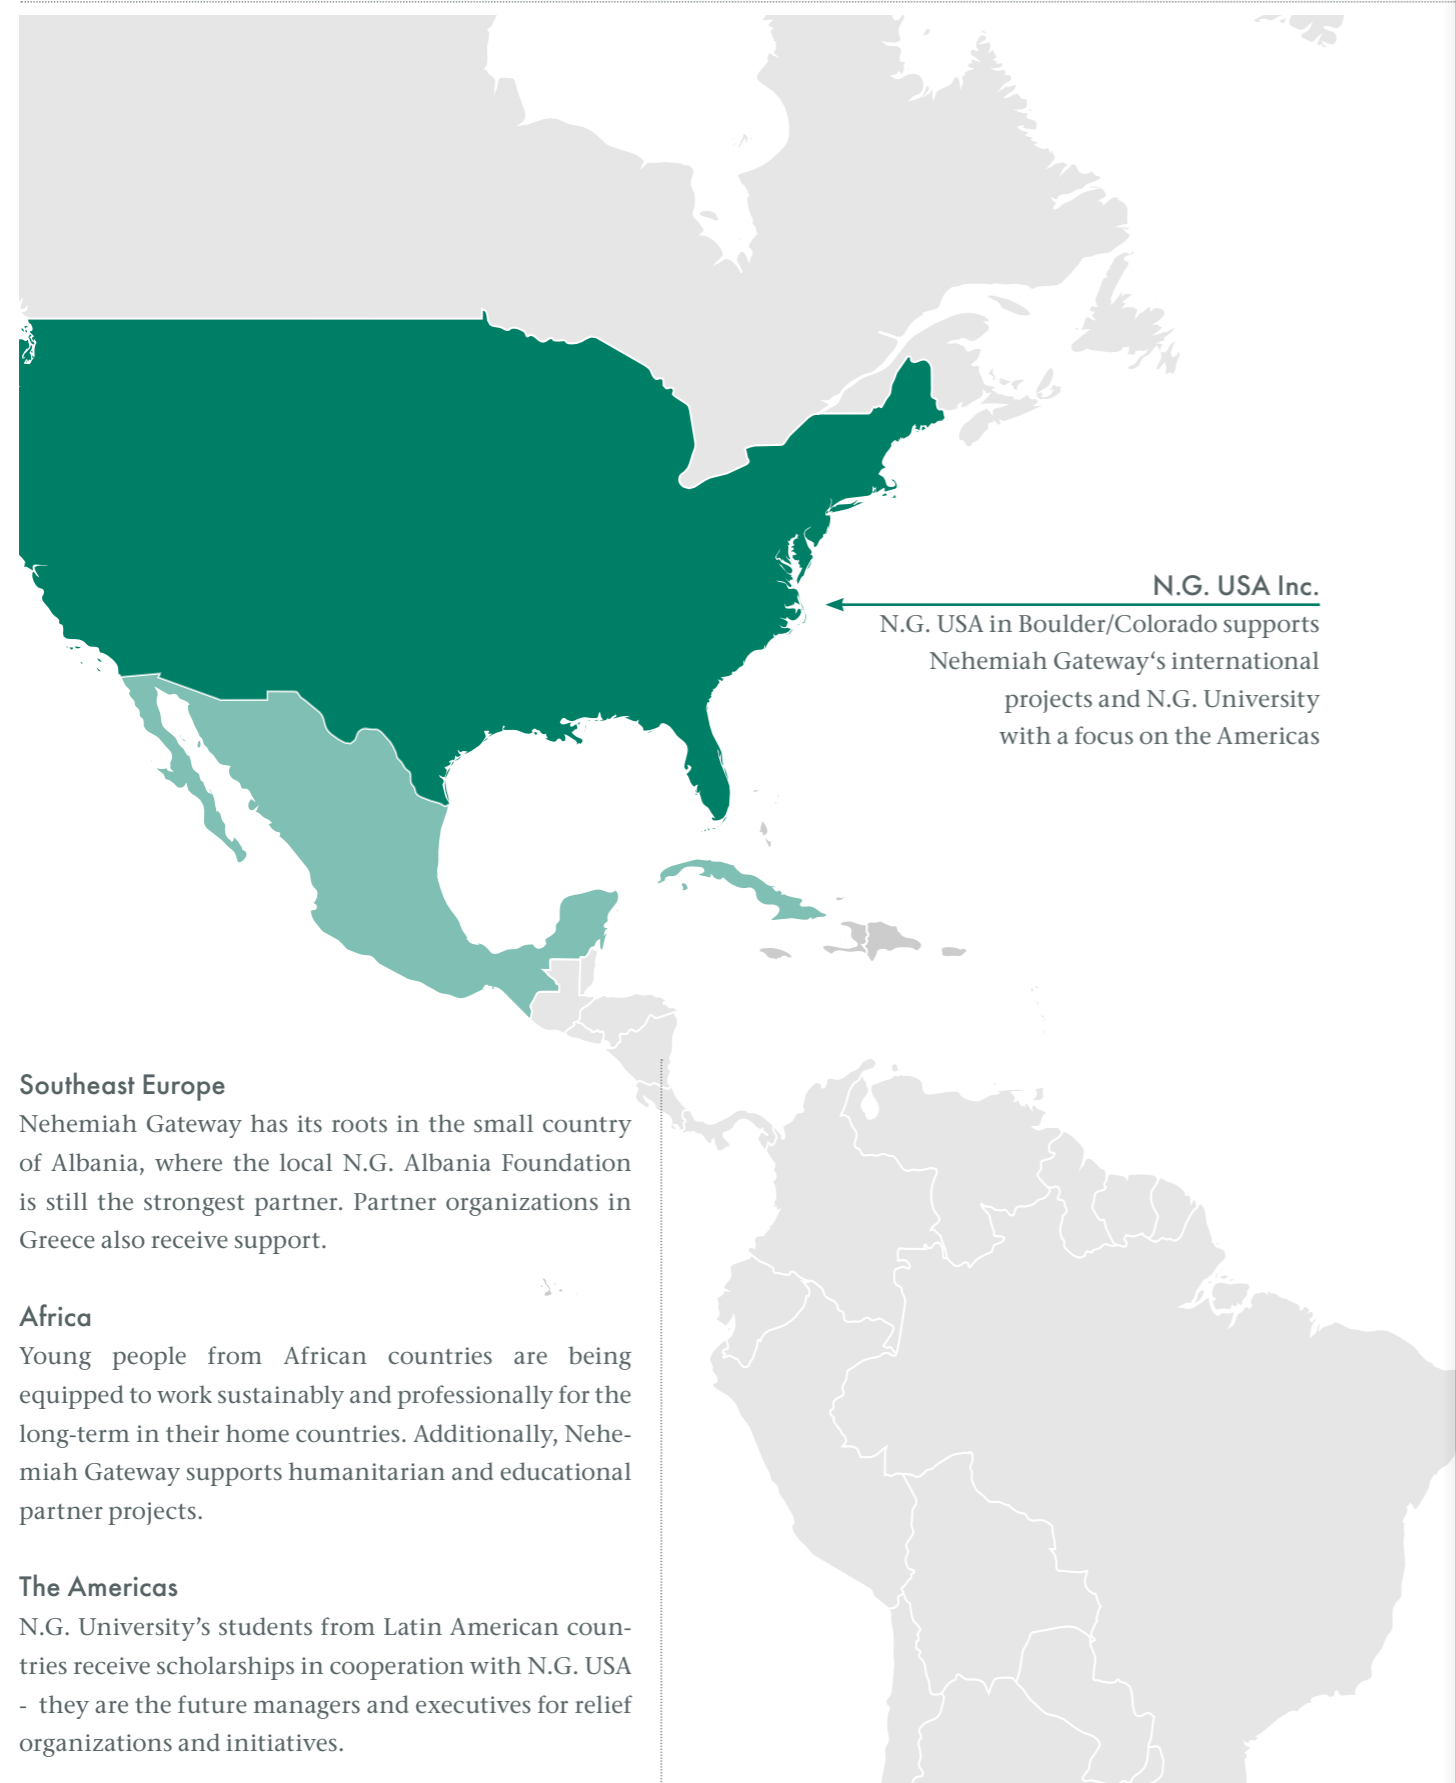 N.G. USA Inc.
N.G. USA in Boulder/Colorado supports
Nehemiah Gateway‘s international
projects and N.G. University
with a focus on the Americas
Southeast Europe
Nehemiah Gateway has its roots in the small country
of Albania, where the local N.G. Albania Foundation
is still the strongest partner. Partner organizations in
Greece also receive support.
Africa
Young people from African countries are being
equipped to work sustainably and professionally for the
long-term in their home countries. Additionally, Nehe-
miah Gateway supports humanitarian and educational
partner projects.
The Americas
N.G. University’s students from Latin American coun-
tries receive scholarships in cooperation with N.G. USA
- they are the future managers and executives for relief
organizations and initiatives.